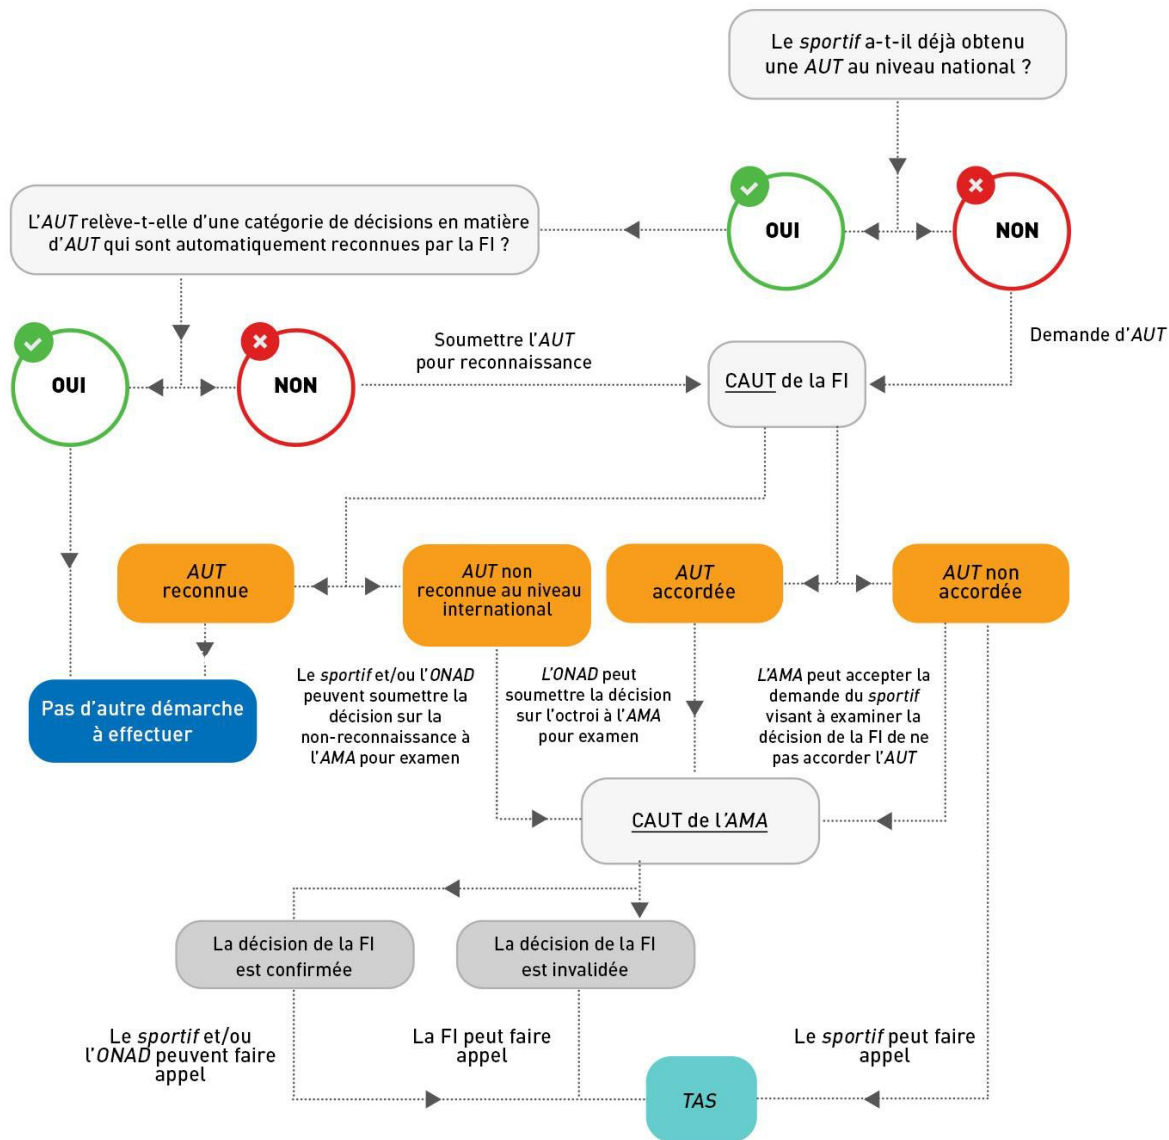 Le sportif a-t-il déjà obtenu
une AUT au niveau national ?
OUI
NON
L'AUT relève-t-elle d'une catégorie de décisions en matière
d'AUT qui sont automatiquement reconnues par la FI ?
OUI
NON
Soumettre l'AUT
pour reconnaissance
Demande d'AUT
CAUT de la FI
AUT
reconnue
AUT non
reconnue au niveau
international
AUT
accordée
AUT non
accordée
Pas d'autre démarche
à effectuer
Le sportif et/ou l'ONAD
peuvent soumettre la
décision sur la
non-reconnaissance à
l'AMA pour examen
L'ONAD peut
soumettre la décision
sur l'octroi à l'AMA
pour examen
L'AMA peut accepter la
demande du sportif
visant à examiner la
décision de la FI de ne
pas accorder l'AUT
CAUT de l'AMA
La décision de la FI
est confirmée
La décision de la FI
est invalidée
Le sportif et/ou
l'ONAD peuvent faire
appel
La FI peut faire
appel
Le sportif peut faire
appel
TAS